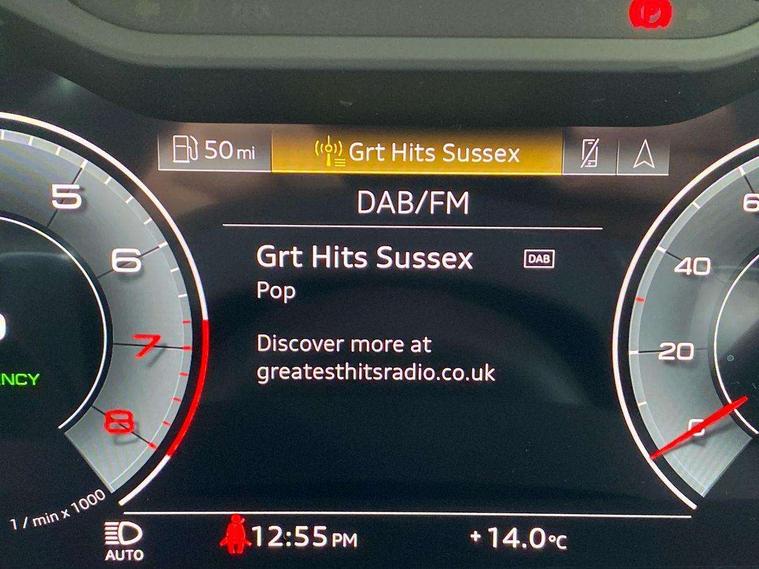 50 mi
Grt Hits Sussex
DAB/FM
Grt Hits Sussex
DAB
Pop
Discover more at
greatesthitsradio.co.uk
5
6
7
8
1 / min x 1000
NCY
40
20
0
AUTO
12:55 PM
+14.0°C
P